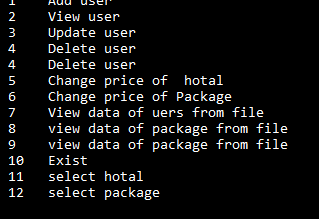 1 Add user
2 View user
3 Update user
4 Delete user
4 Delete user
5 Change price of hotal
6 Change price of Package
7 View data of uers from file
8 view data of package from file
9 view data of package from file
10 Exist
11 select hotal
12 select package